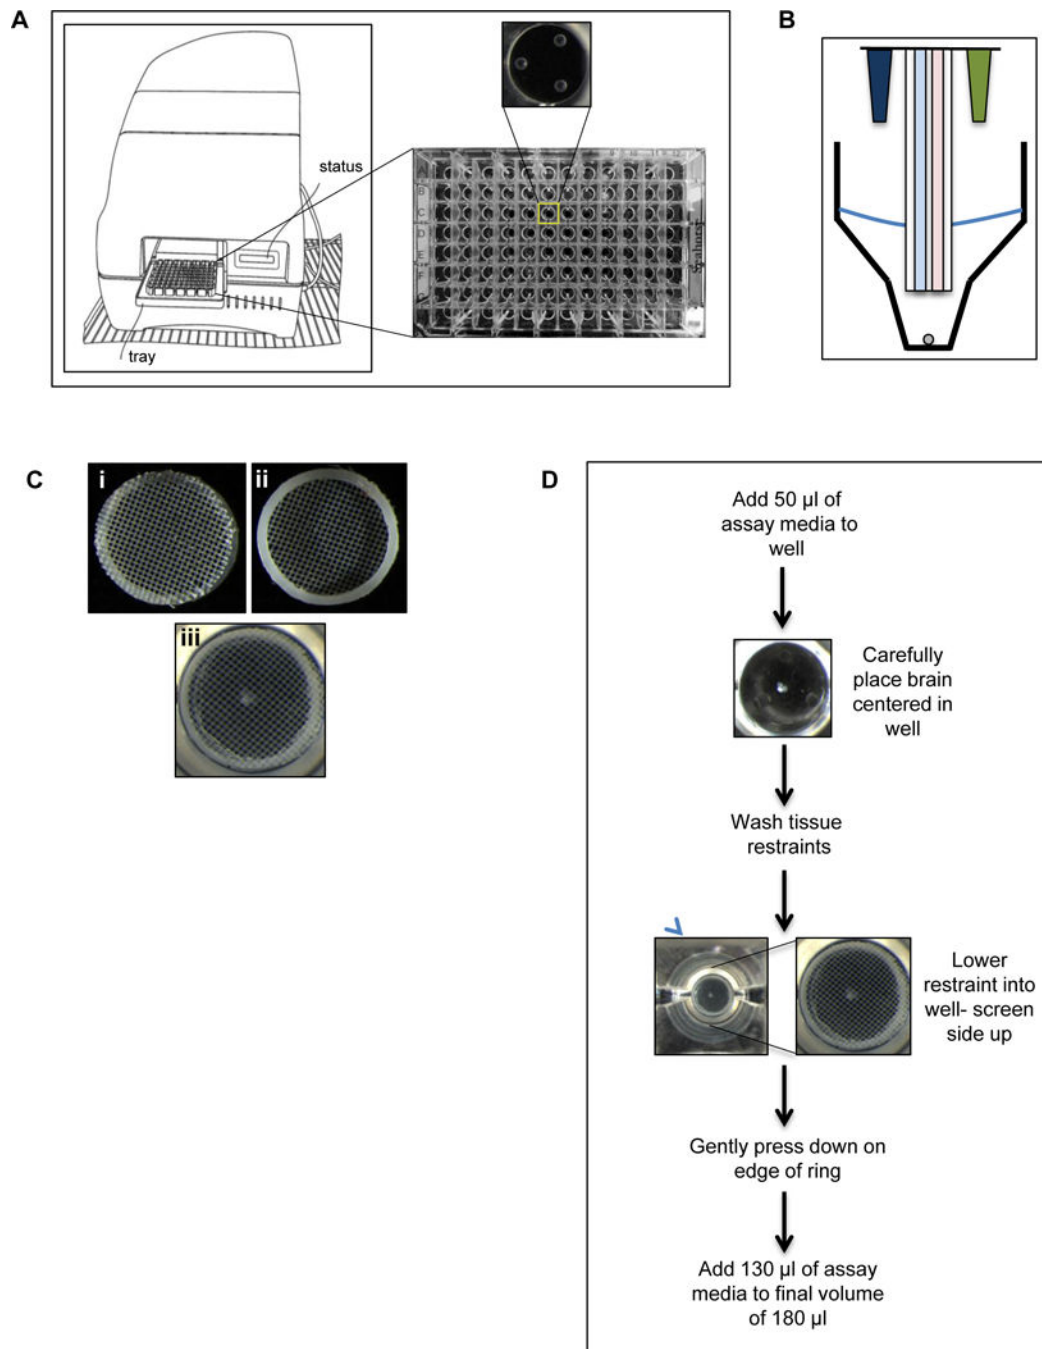 A
status
tray
B
C
D
E
F
Seahorse
B
C
i
ii
iii
D
Add 50 µl of
assay media to
well
Carefully
place brain
centered in
well
Wash tissue
restraints
Lower
restraint into
well- screen
side up
Gently press down on
edge of ring
Add 130 µl of assay
media to final volume
of 180 µl